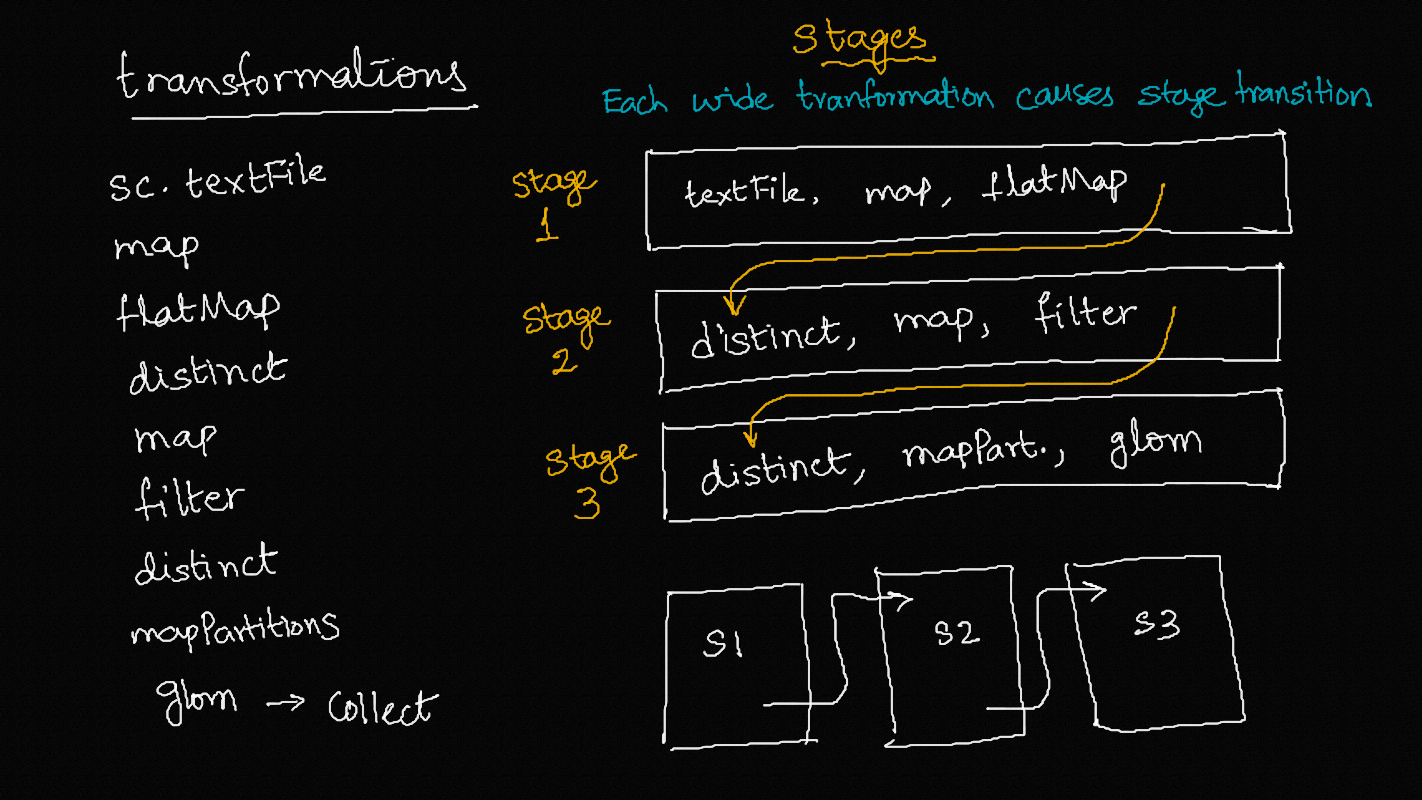 transformations
sc.textFile
map
flatMap
distinct
map
filter
distinct
mapPartitions
glom → Collect
Stages
Each wide tranformation causes stage transition
Stage 1
textFile, map, flatMap
Stage 2
distinct, map, filter
Stage 3
distinct, mapPart., glom
S1
S2
S3